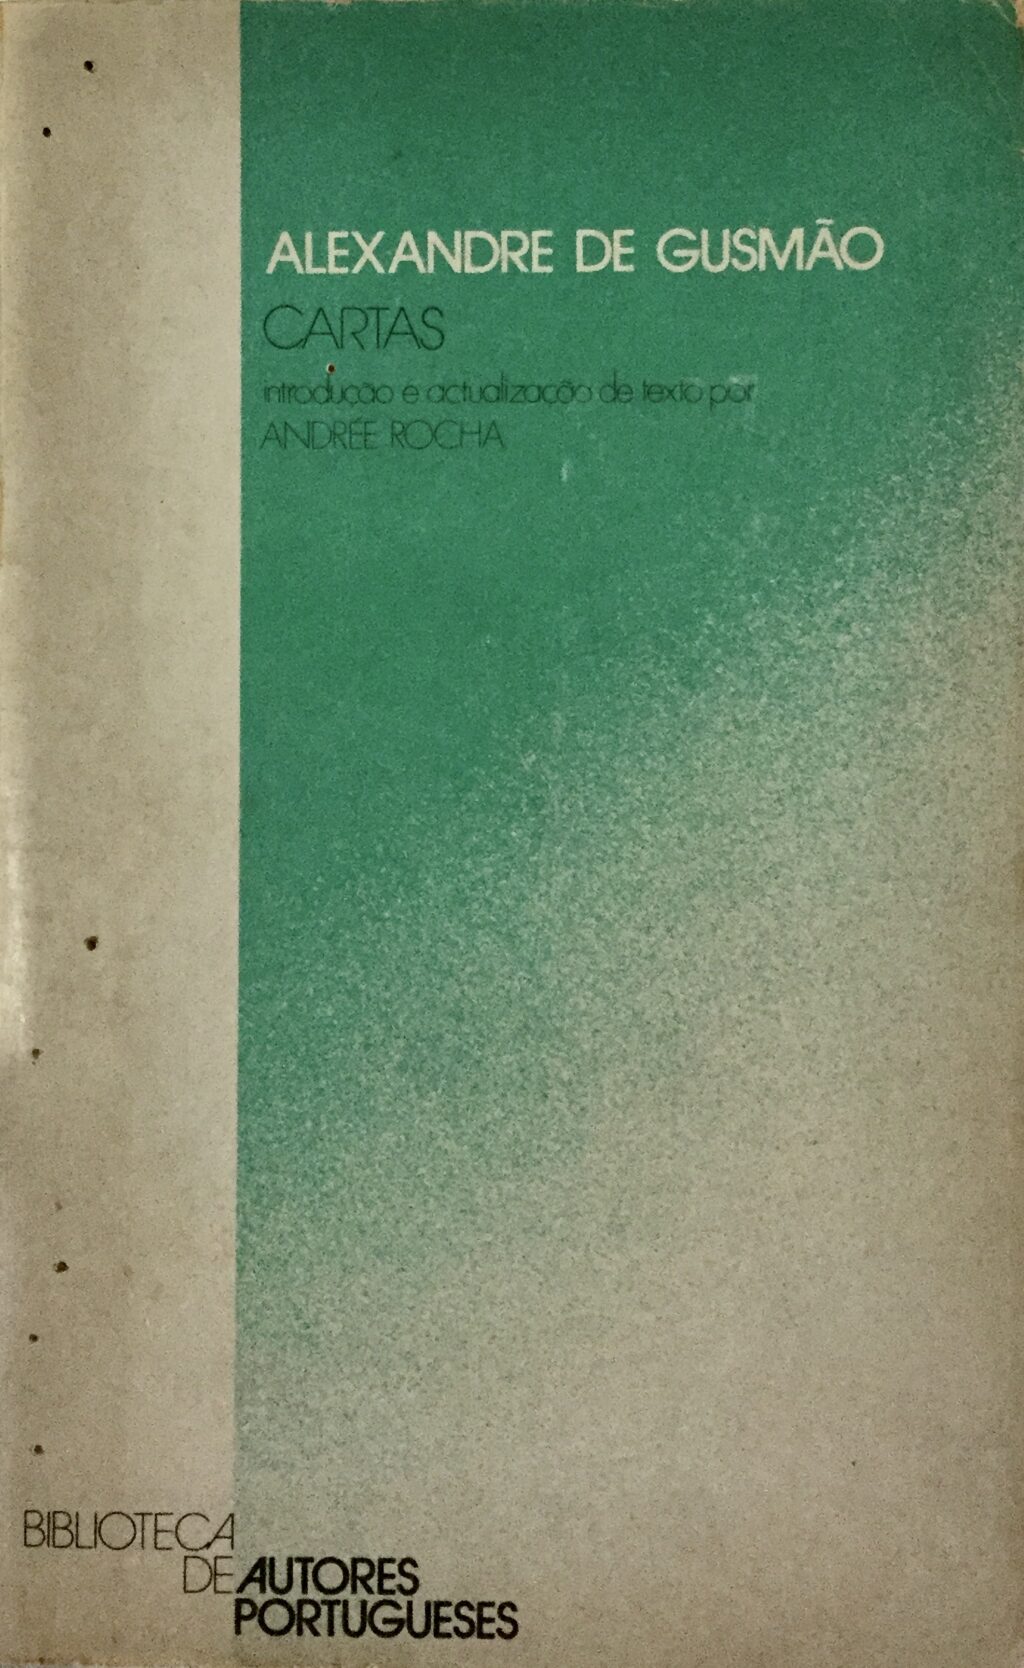 ALEXANDRE DE GUSMÃO
CARTAS
introdução e actualização de texto por
ANDRÉE ROCHA
BIBLIOTECA
DE AUTORES
PORTUGUESES